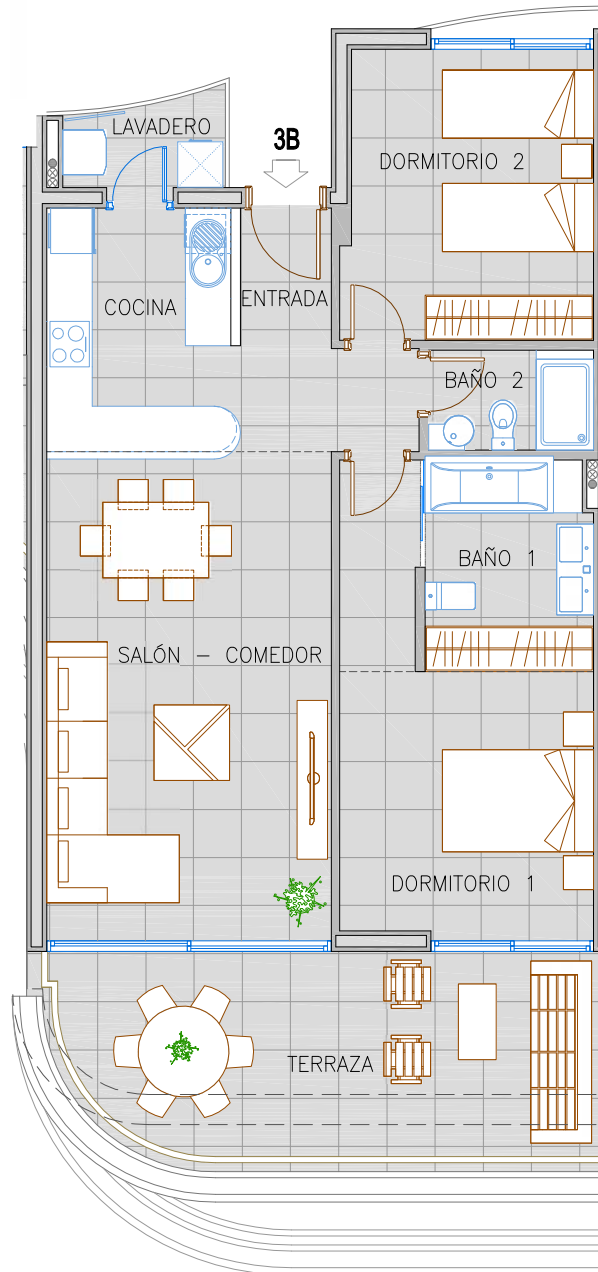 LAVADERO
3B
DORMITORIO 2
COCINA
ENTRADA
BAÑO 2
BAÑO 1
SALÓN – COMEDOR
DORMITORIO 1
TERRAZA